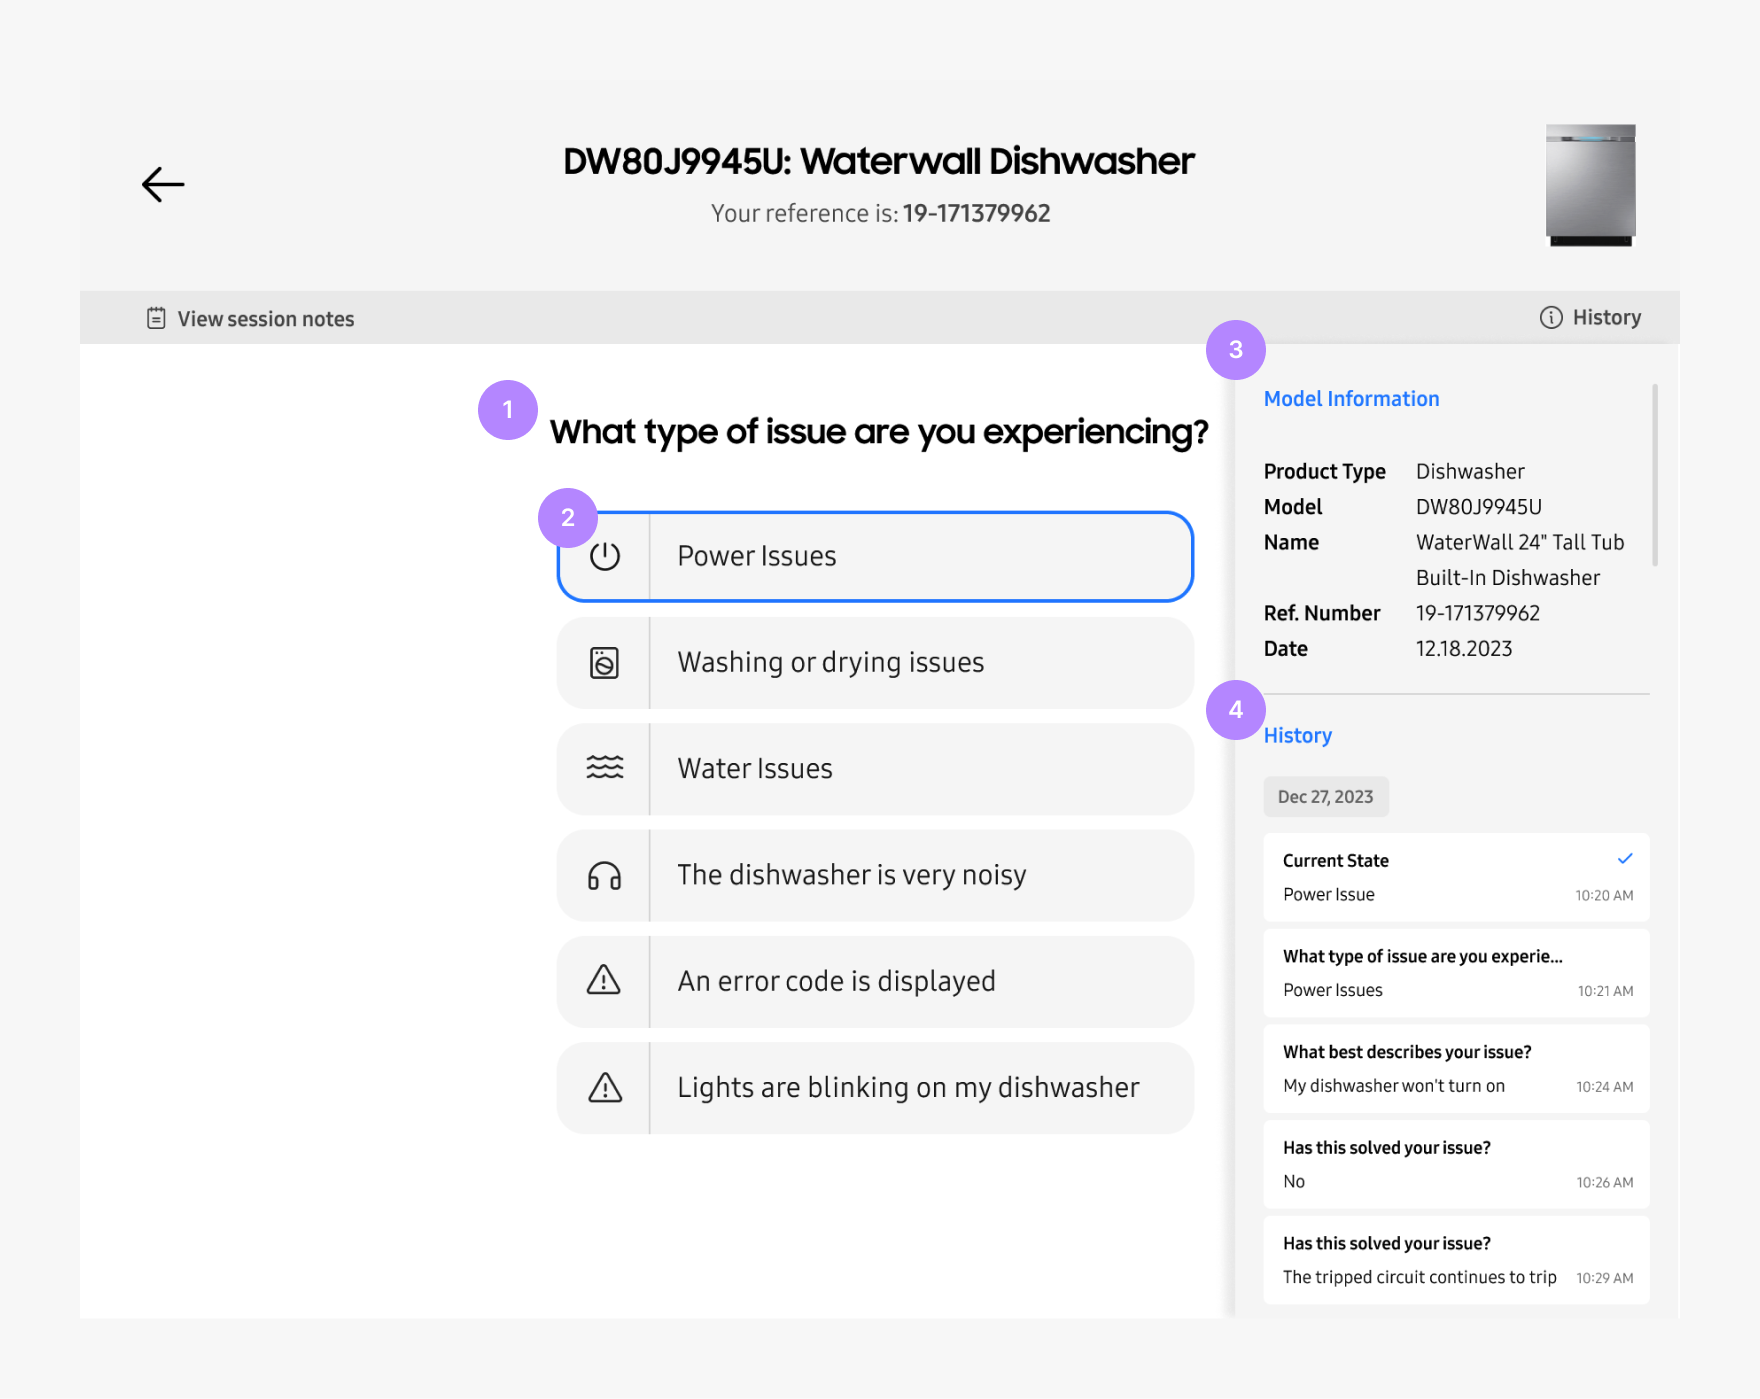 DW80J9945U: Waterwall Dishwasher
Your reference is: 19-171379962
View session notes
History
1
What type of issue are you experiencing?
2
Power Issues
Washing or drying issues
Water Issues
The dishwasher is very noisy
An error code is displayed
Lights are blinking on my dishwasher
3
Model Information
Product Type Dishwasher
Model DW80J9945U
Name WaterWall 24" Tall Tub
Built-In Dishwasher
Ref. Number 19-171379962
Date 12.18.2023
4
History
Dec 27, 2023
Current State
Power Issue 10:20 AM
What type of issue are you experie...
Power Issues 10:21 AM
What best describes your issue?
My dishwasher won't turn on 10:24 AM
Has this solved your issue?
No 10:26 AM
Has this solved your issue?
The tripped circuit continues to trip 10:29 AM